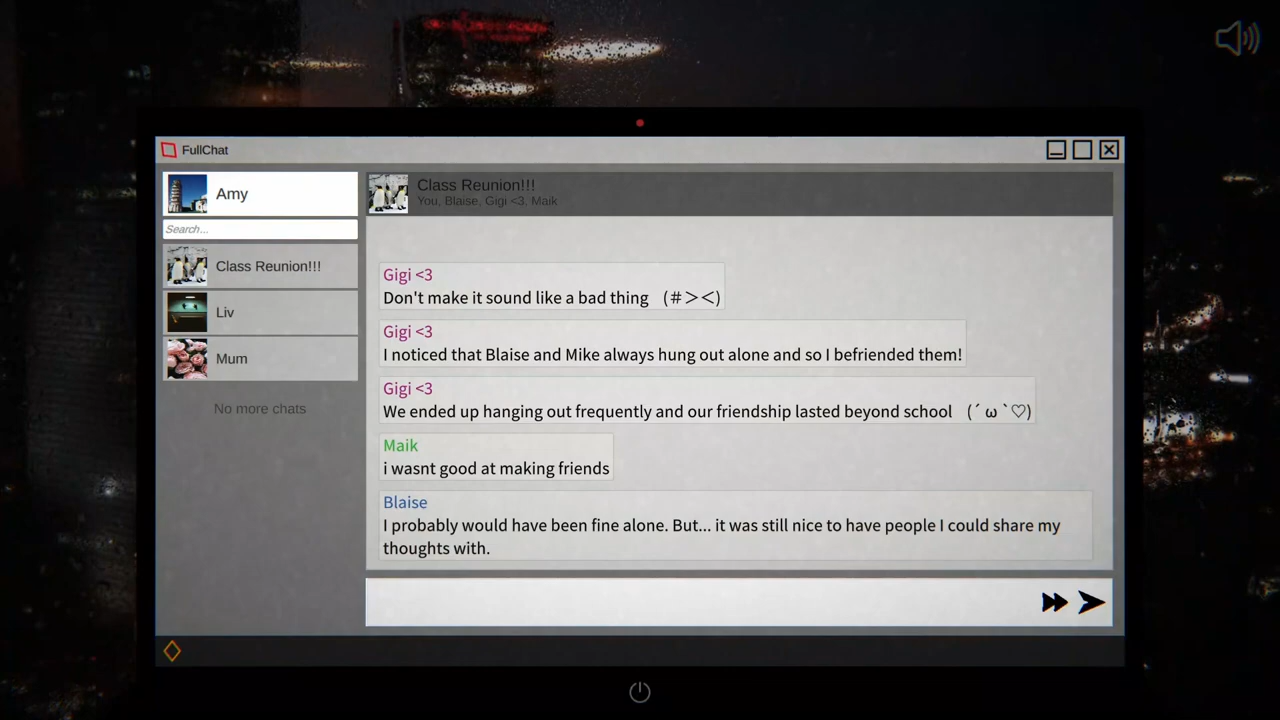 FullChat
Amy
Search...
Class Reunion!!!
Liv
Mum
No more chats
Class Reunion!!!
You, Blaise, Gigi <3, Maik
Gigi <3
Don't make it sound like a bad thing (#＞＜)
Gigi <3
I noticed that Blaise and Mike always hung out alone and so I befriended them!
Gigi <3
We ended up hanging out frequently and our friendship lasted beyond school (´ω`♡)
Maik
i wasnt good at making friends
Blaise
I probably would have been fine alone. But... it was still nice to have people I could share my
thoughts with.